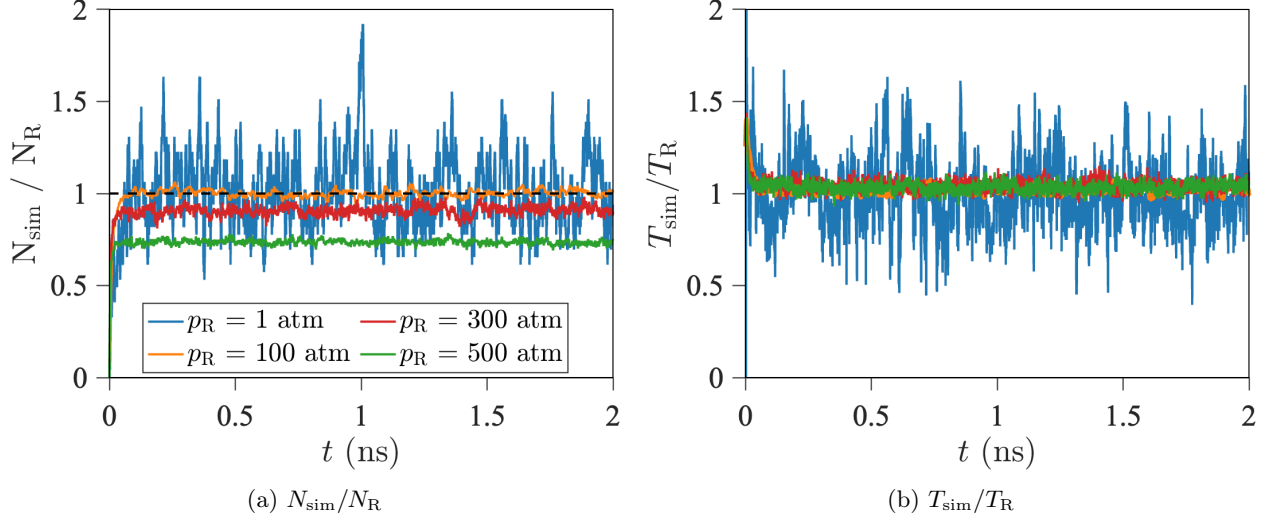 2
1.5
1
0.5
0
N_sim / N_R
p_R = 1 atm
p_R = 300 atm
p_R = 100 atm
p_R = 500 atm
0 0.5 1 1.5 2
t (ns)
(a) N_sim/N_R
2
1.5
1
0.5
0
T_sim/T_R
0 0.5 1 1.5 2
t (ns)
(b) T_sim/T_R